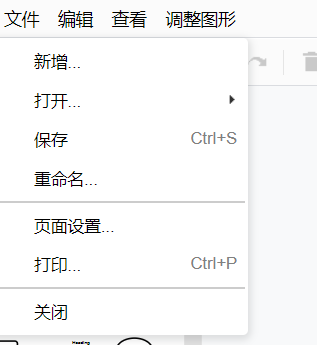 文件 编辑 查看 调整图形
新增...
打开...
保存 Ctrl+S
重命名...
页面设置...
打印... Ctrl+P
关闭
Heading